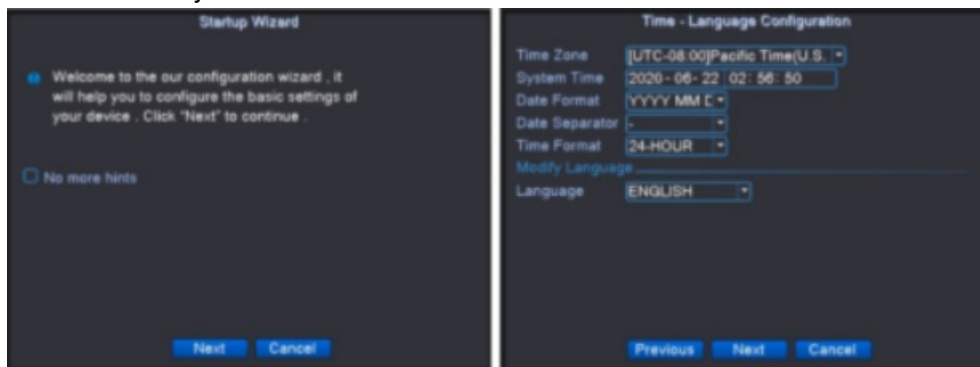 Startup Wizard
Welcome to the our configuration wizard , it
will help you to configure the basic settings of
your device . Click "Next" to continue .
No more hints
Next
Cancel
Time - Language Configuration
Time Zone [UTC-08:00]Pacific Time(U.S.
System Time 2020-06-22 02:56:50
Date Format YYYY MM D
Date Separator -
Time Format 24-HOUR
Modify Language
Language ENGLISH
Previous
Next
Cancel